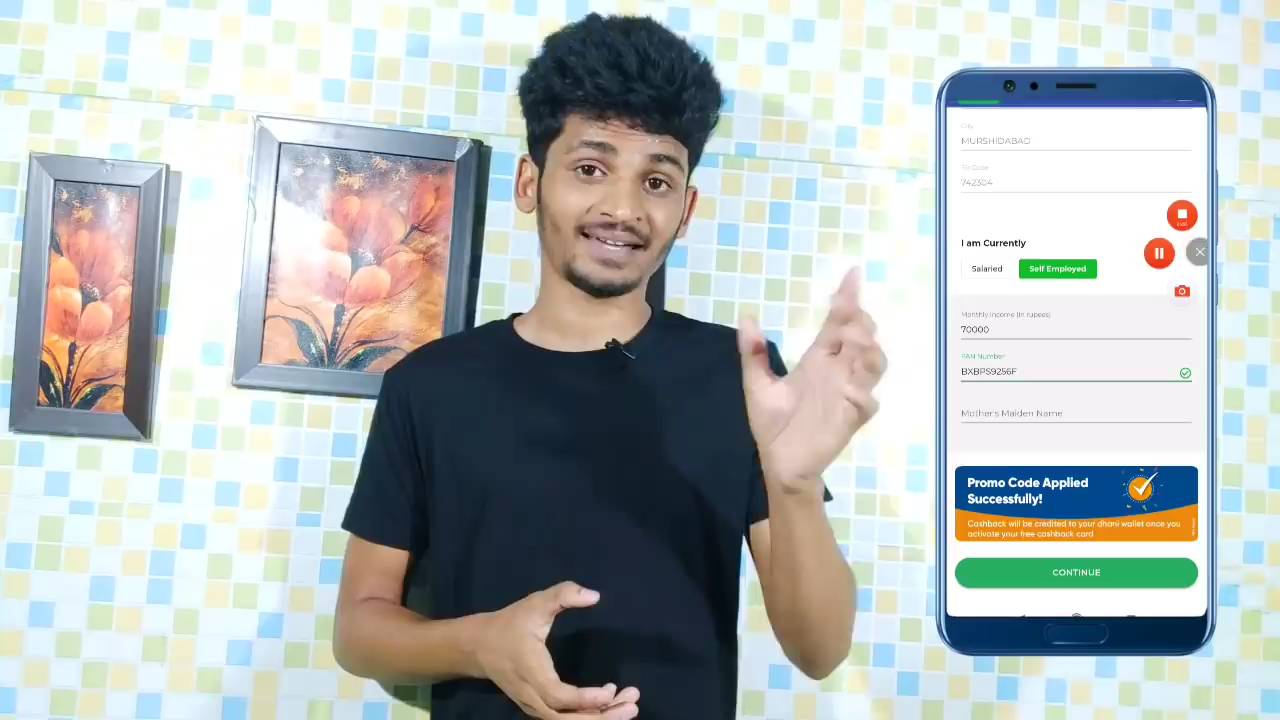 City
MURSHIDABAD
742304
I am Currently
Salaried
Self Employed
Monthly Income (in rupees)
70000
PAN Number
BXBPS9256F
Mother's Maiden Name
Promo Code Applied
Successfully!
Cashback will be credited to your dhani wallet once you
activate your free cashback card
CONTINUE